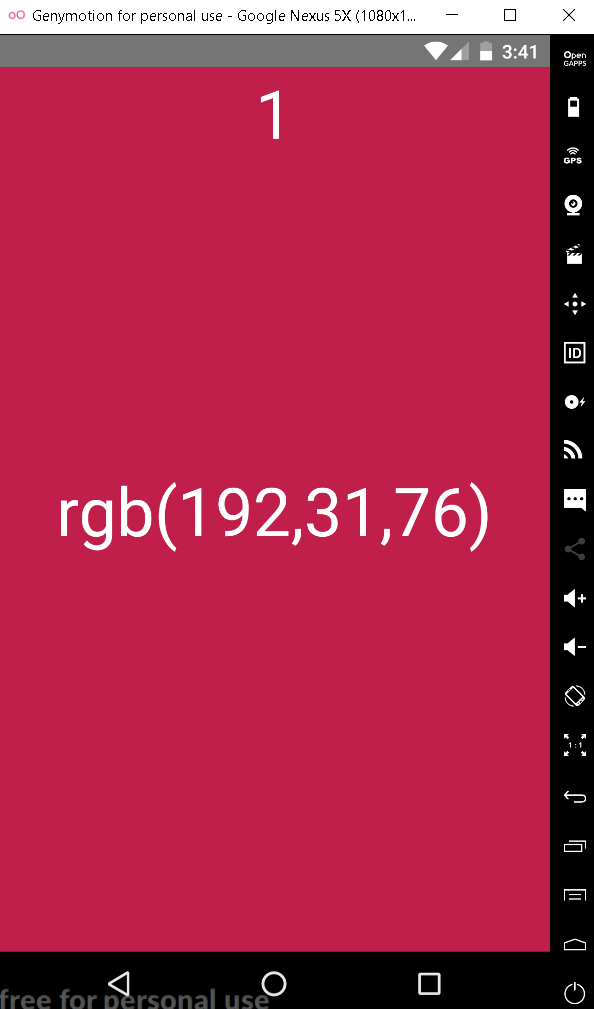 Genymotion for personal use - Google Nexus 5X (1080x1...
3:41
Open
GAPPS
1
GPS
ID
rgb(192,31,76)
1:1
free for personal use